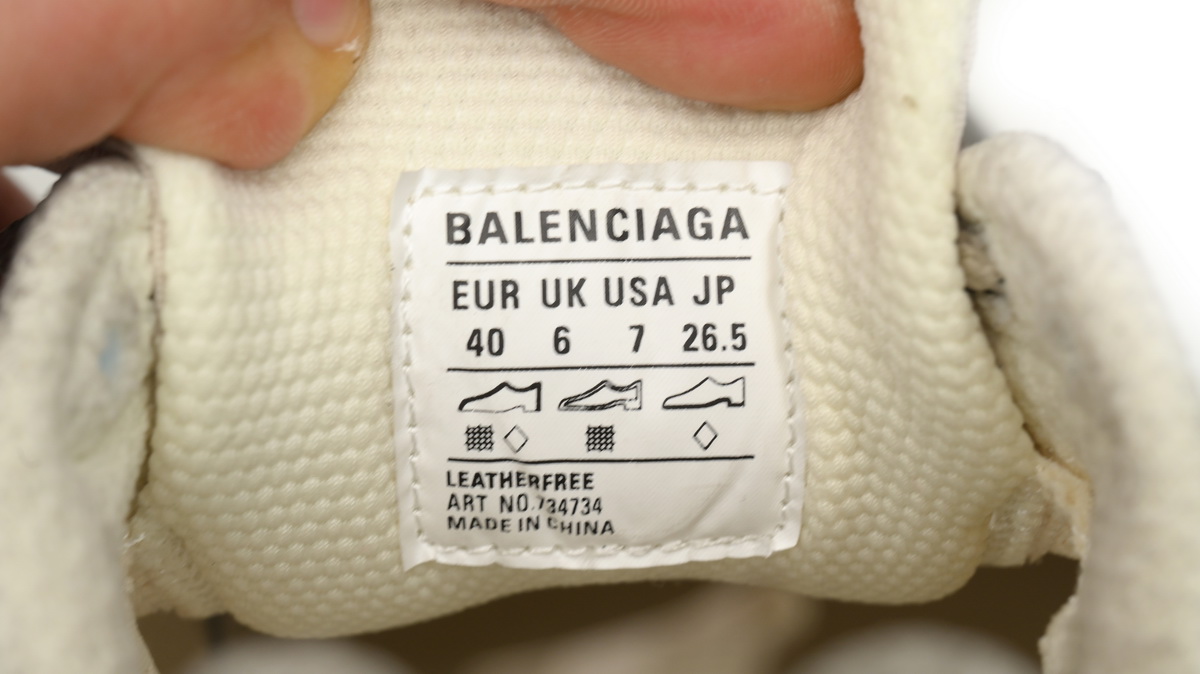 BALENCIAGA
EUR UK USA JP
40 6 7 26.5
LEATHERFREE
ART NO.734734
MADE IN CHINA